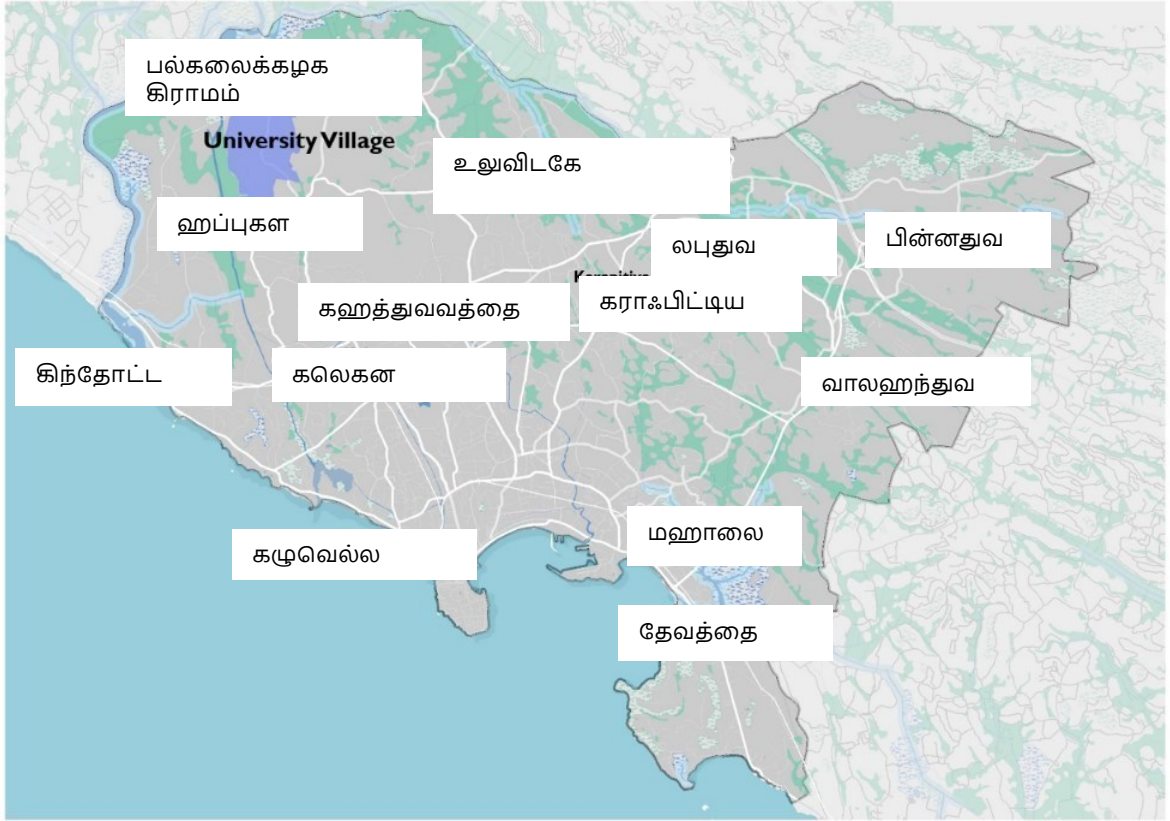 பல்கலைக்கழக
கிராமம்
University Village
உலுவிடகே
ஹப்புகள
லபுதுவ
பின்னதுவ
கஹத்துவவத்தை
கராஃபிட்டிய
கிந்தோட்ட
கலெகன
வாலஹந்துவ
கழுவெல்ல
மஹாலை
தேவத்தை